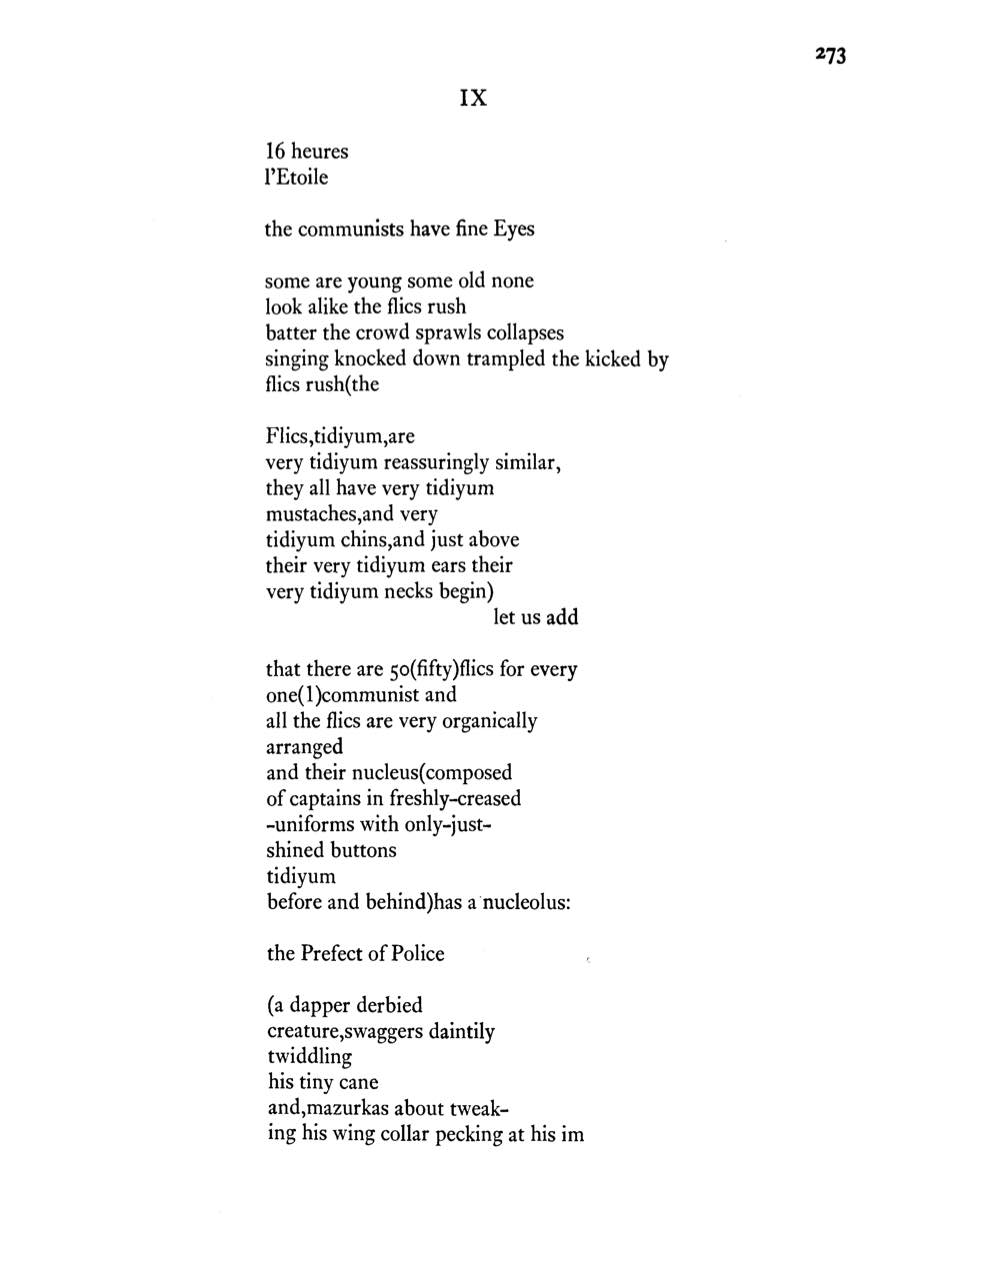 273
IX
16 heures
l'Etoile
the communists have fine Eyes
some are young some old none
look alike the flics rush
batter the crowd sprawls collapses
singing knocked down trampled the kicked by
flics rush(the
Flics,tidiyum,are
very tidiyum reassuringly similar,
they all have very tidiyum
mustaches,and very
tidiyum chins,and just above
their very tidiyum ears their
very tidiyum necks begin)
let us add
that there are 50(fifty)flics for every
one(1)communist and
all the flics are very organically
arranged
and their nucleus(composed
of captains in freshly-creased
-uniforms with only-just-
shined buttons
tidiyum
before and behind)has a nucleolus:
the Prefect of Police
(a dapper derbied
creature,swaggers daintily
twiddling
his tiny cane
and,mazurkas about tweak-
ing his wing collar pecking at his im